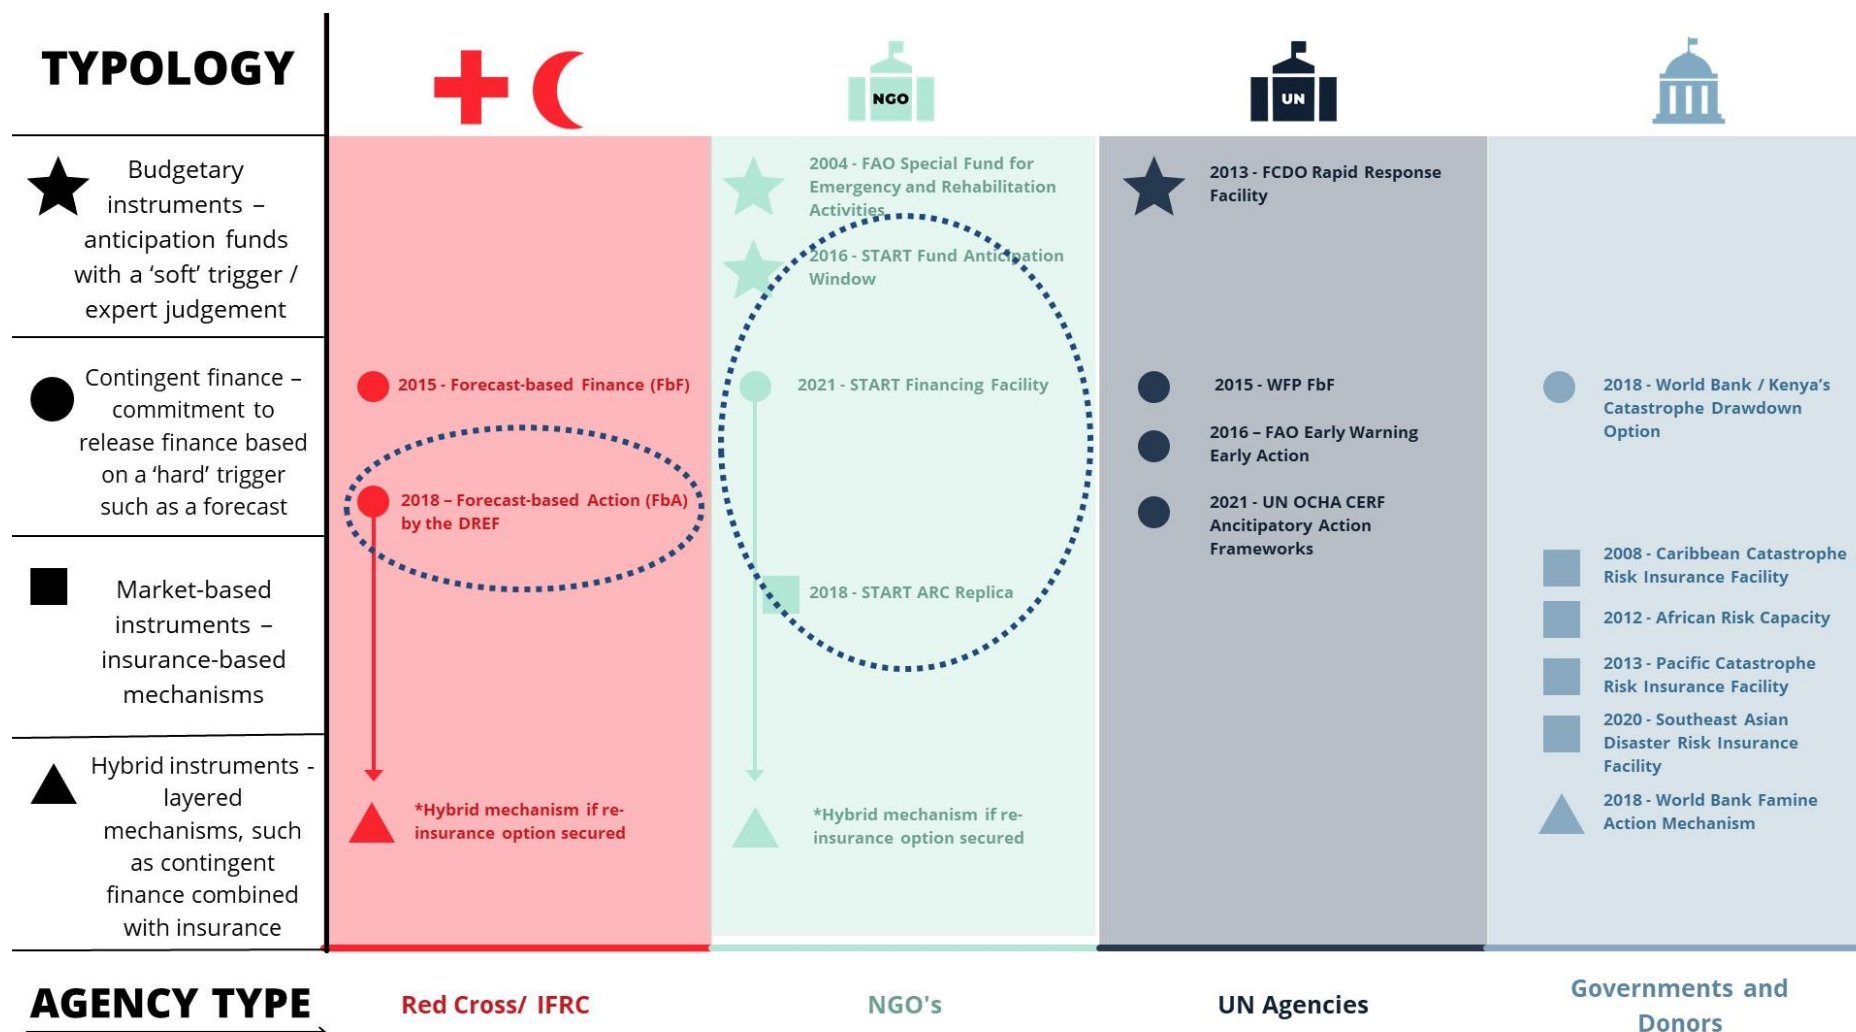 TYPOLOGY
NGO
UN
Budgetary
instruments –
anticipation funds
with a ‘soft’ trigger /
expert judgement
2004 - FAO Special Fund for
Emergency and Rehabilitation
Activities
2016 - START Fund Anticipation
Window
2013 - FCDO Rapid Response
Facility
Contingent finance –
commitment to
release finance based
on a ‘hard’ trigger
such as a forecast
2015 - Forecast-based Finance (FbF)
2018 – Forecast-based Action (FbA)
by the DREF
2021 - START Financing Facility
2015 - WFP FbF
2016 – FAO Early Warning
Early Action
2021 - UN OCHA CERF
Ancitipatory Action
Frameworks
2018 - World Bank / Kenya’s
Catastrophe Drawdown
Option
Market-based
instruments –
insurance-based
mechanisms
2018 - START ARC Replica
2008 - Caribbean Catastrophe
Risk Insurance Facility
2012 - African Risk Capacity
2013 - Pacific Catastrophe
Risk Insurance Facility
2020 - Southeast Asian
Disaster Risk Insurance
Facility
Hybrid instruments -
layered
mechanisms, such
as contingent
finance combined
with insurance
*Hybrid mechanism if re-
insurance option secured
*Hybrid mechanism if re-
insurance option secured
2018 - World Bank Famine
Action Mechanism
AGENCY TYPE
Red Cross/ IFRC
NGO's
UN Agencies
Governments and
Donors